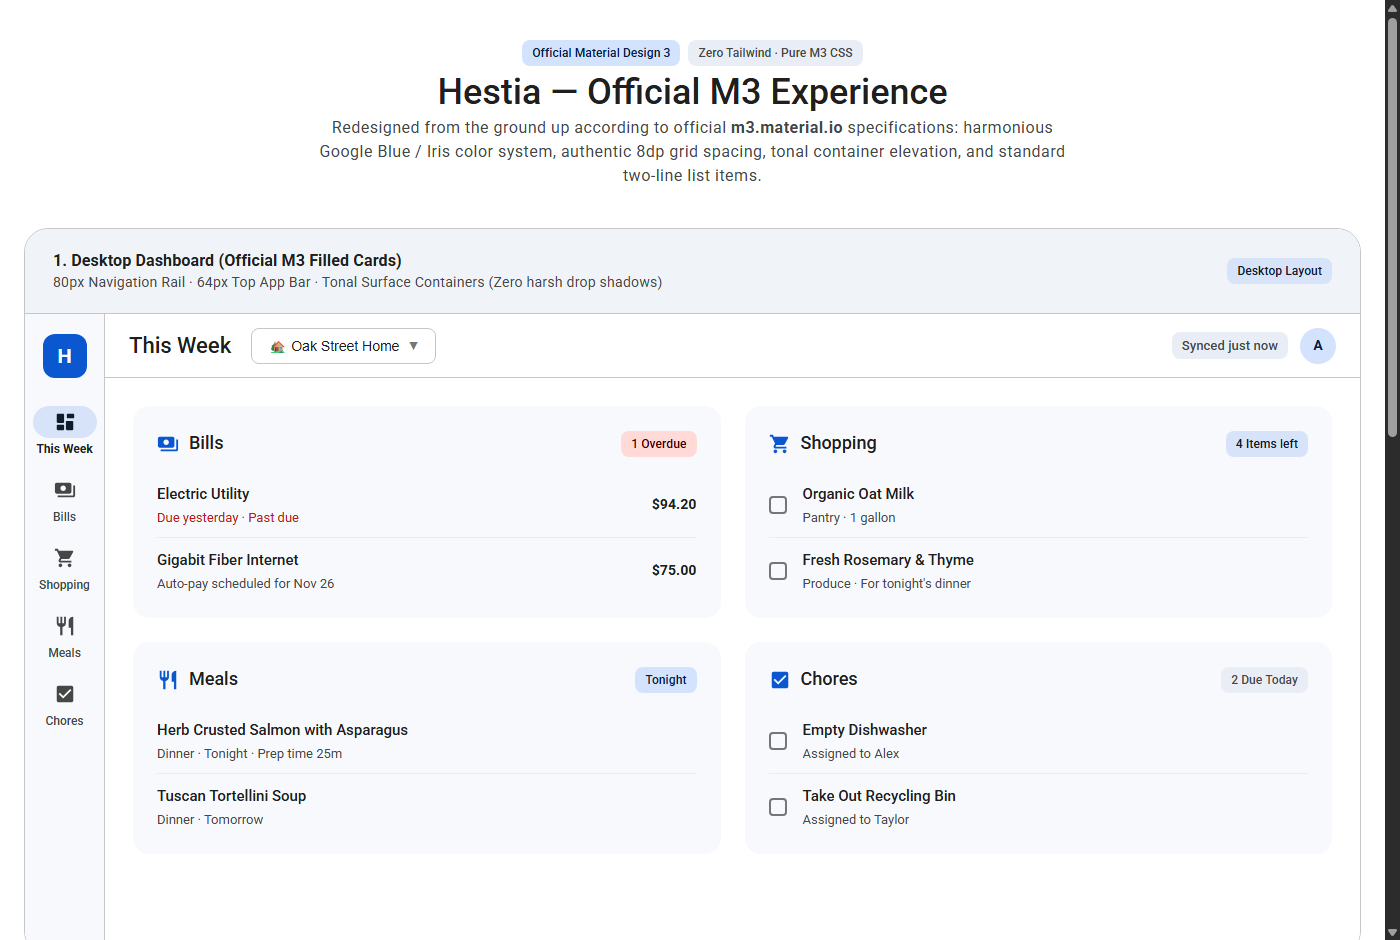 Official Material Design 3
Zero Tailwind · Pure M3 CSS
Hestia — Official M3 Experience
Redesigned from the ground up according to official m3.material.io specifications: harmonious
Google Blue / Iris color system, authentic 8dp grid spacing, tonal container elevation, and standard
two-line list items.
1. Desktop Dashboard (Official M3 Filled Cards)
80px Navigation Rail · 64px Top App Bar · Tonal Surface Containers (Zero harsh drop shadows)
Desktop Layout
H
This Week
Bills
Shopping
Meals
Chores
This Week
Oak Street Home ▼
Synced just now
A
Bills
1 Overdue
Electric Utility
Due yesterday · Past due
$94.20
Gigabit Fiber Internet
Auto-pay scheduled for Nov 26
$75.00
Shopping
4 Items left
Organic Oat Milk
Pantry · 1 gallon
Fresh Rosemary & Thyme
Produce · For tonight's dinner
Meals
Tonight
Herb Crusted Salmon with Asparagus
Dinner · Tonight · Prep time 25m
Tuscan Tortellini Soup
Dinner · Tomorrow
Chores
2 Due Today
Empty Dishwasher
Assigned to Alex
Take Out Recycling Bin
Assigned to Taylor